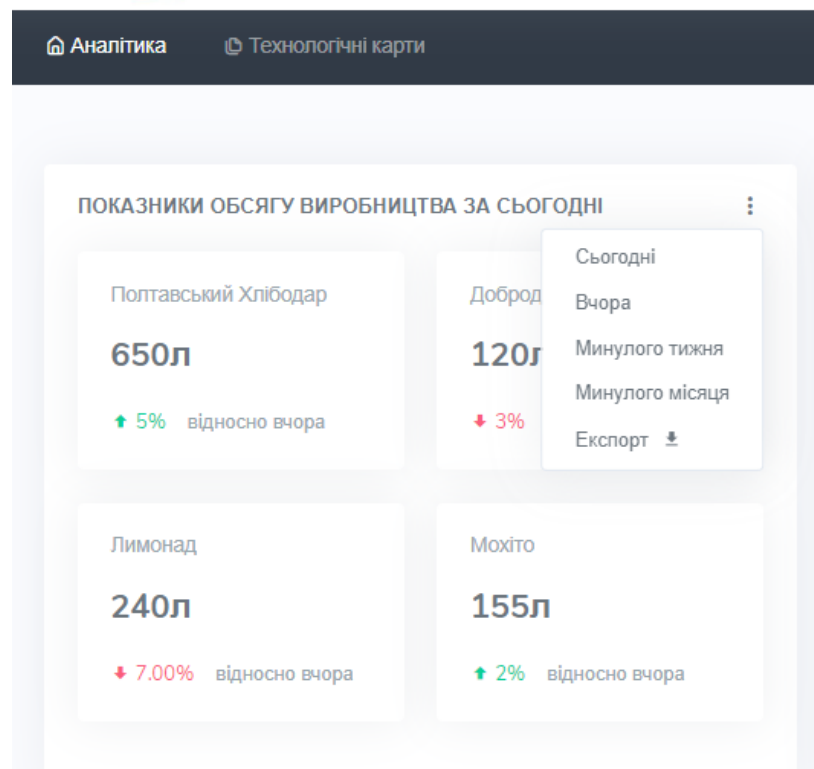 Аналітика Технологічні карти
ПОКАЗНИКИ ОБСЯГУ ВИРОБНИЦТВА ЗА СЬОГОДНІ
Сьогодні
Вчора
Минулого тижня
Минулого місяця
Експорт
Полтавський Хлібодар
650л
5% відносно вчора
120л
3%
Лимонад
240л
7.00% відносно вчора
Мохіто
155л
2% відносно вчора